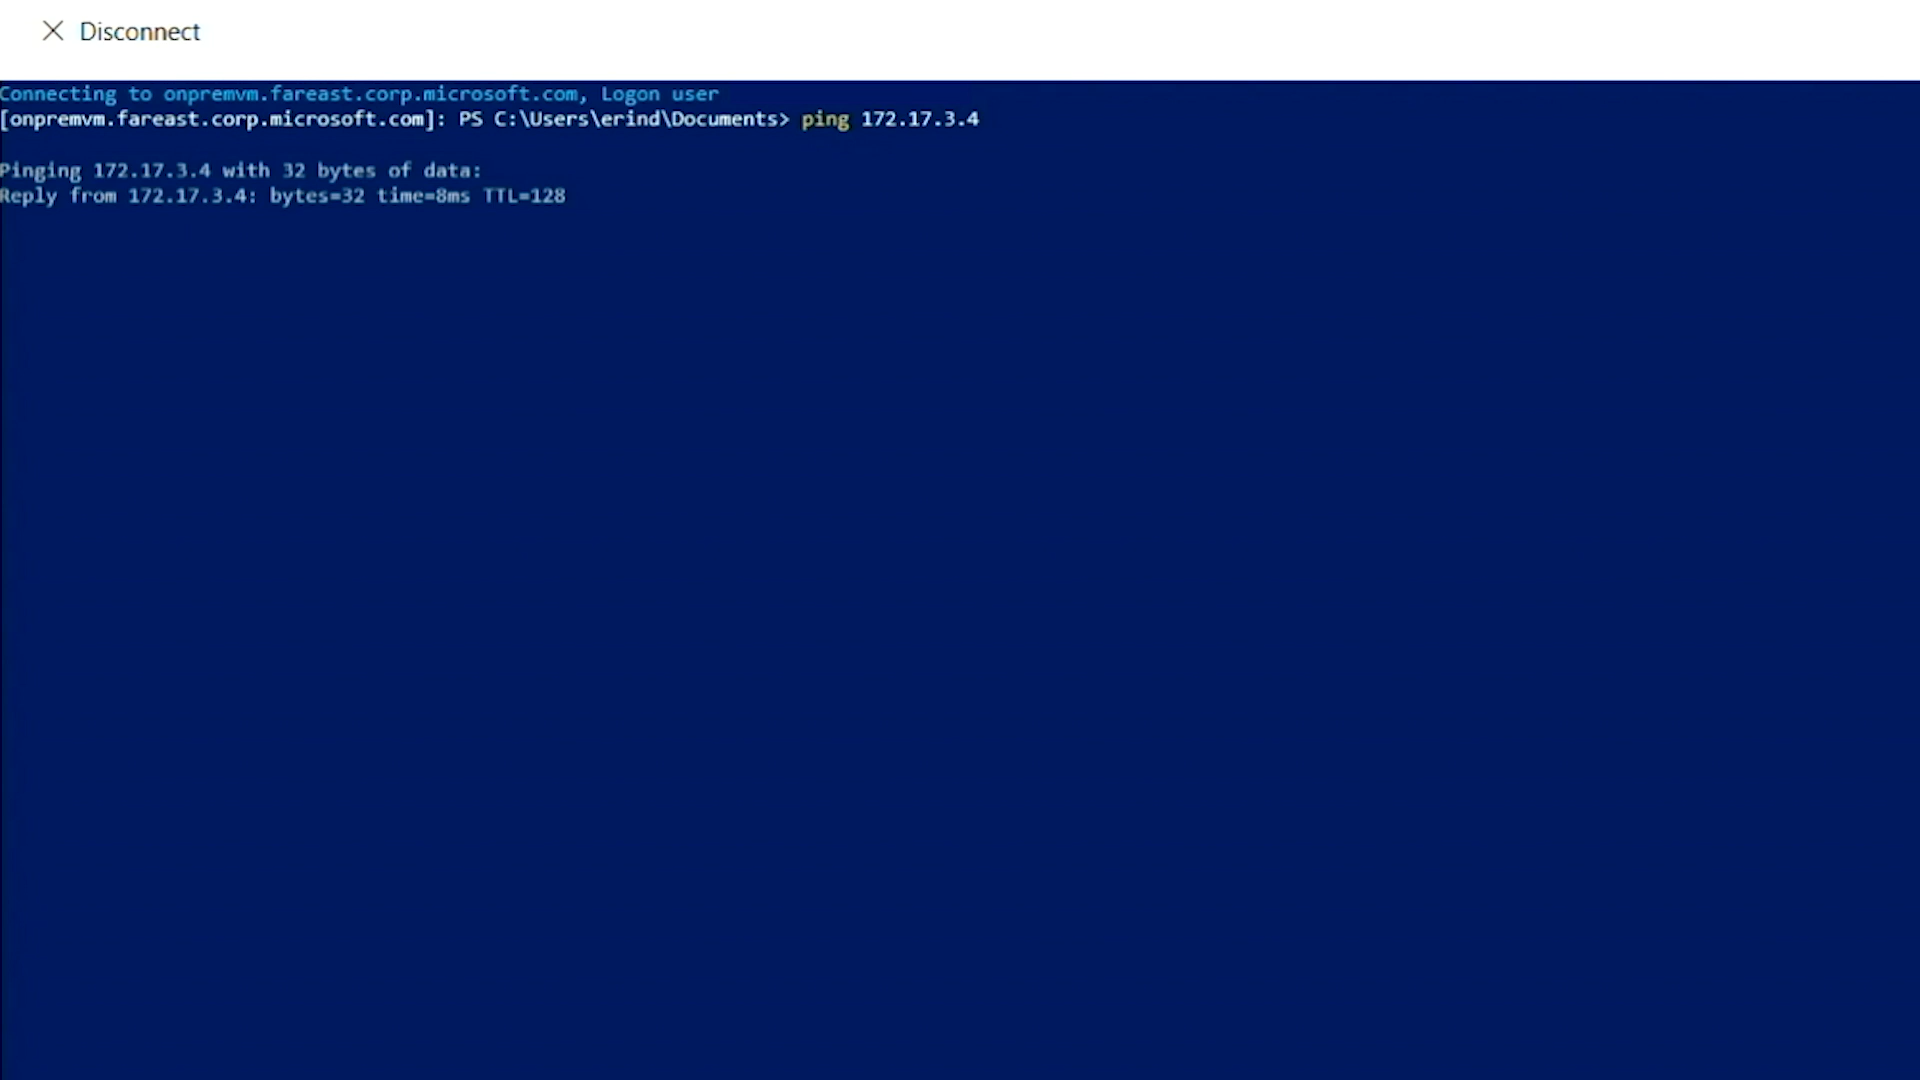 Disconnect
Connecting to onpremvm.fareast.corp.microsoft.com, Logon user
[onpremvm.fareast.corp.microsoft.com]: PS C:\Users\erind\Documents> ping 172.17.3.4
Pinging 172.17.3.4 with 32 bytes of data:
Reply from 172.17.3.4: bytes=32 time=8ms TTL=128